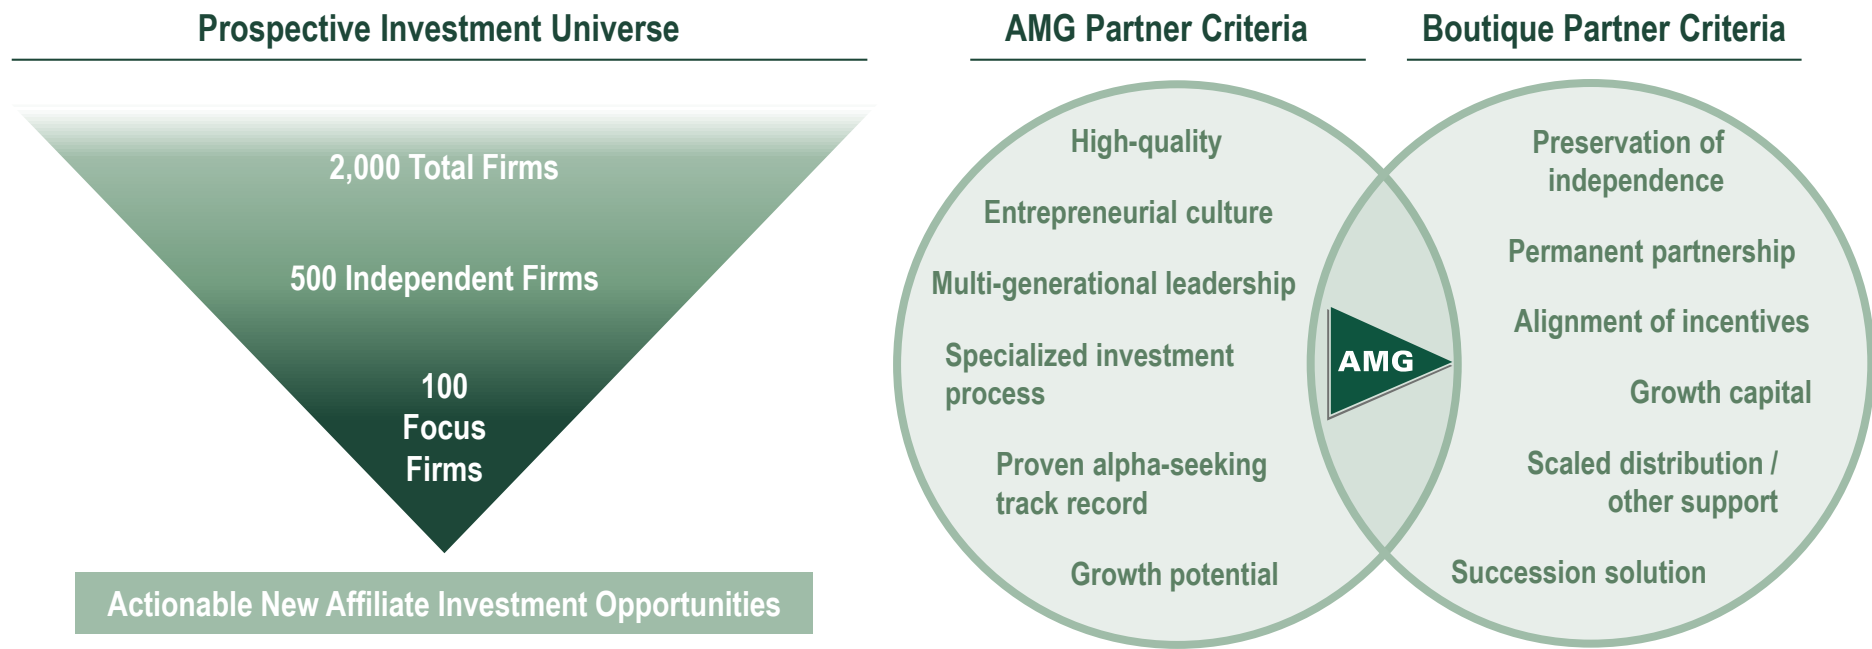 Prospective Investment Universe
2,000 Total Firms
500 Independent Firms
100
Focus
Firms
Actionable New Affiliate Investment Opportunities
AMG Partner Criteria
High-quality
Entrepreneurial culture
Multi-generational leadership
Specialized investment
process
Proven alpha-seeking
track record
Growth potential
AMG
Boutique Partner Criteria
Preservation of
independence
Permanent partnership
Alignment of incentives
Growth capital
Scaled distribution /
other support
Succession solution